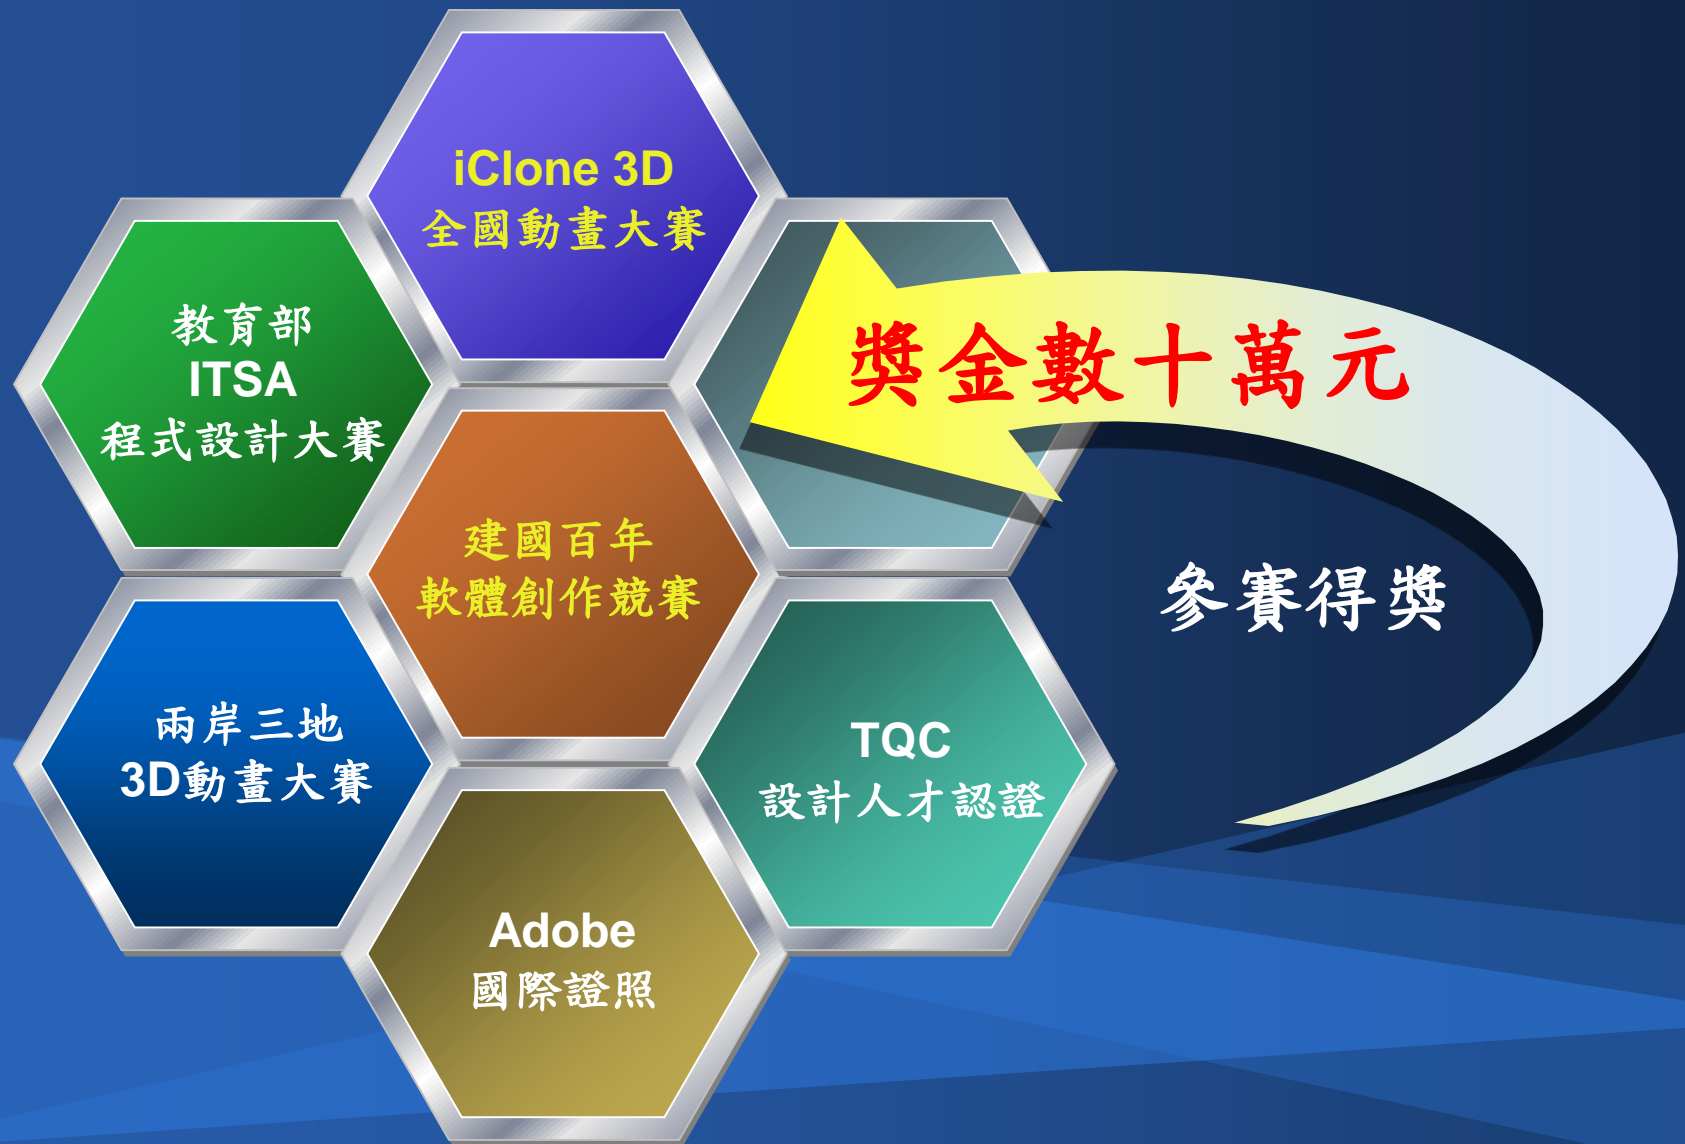 iClone 3D
全國動畫大賽
教育部
ITSA
程式設計大賽
獎金數十萬元
建國百年
軟體創作競賽
參賽得獎
兩岸三地
3D動畫大賽
TQC
設計人才認證
Adobe
國際證照